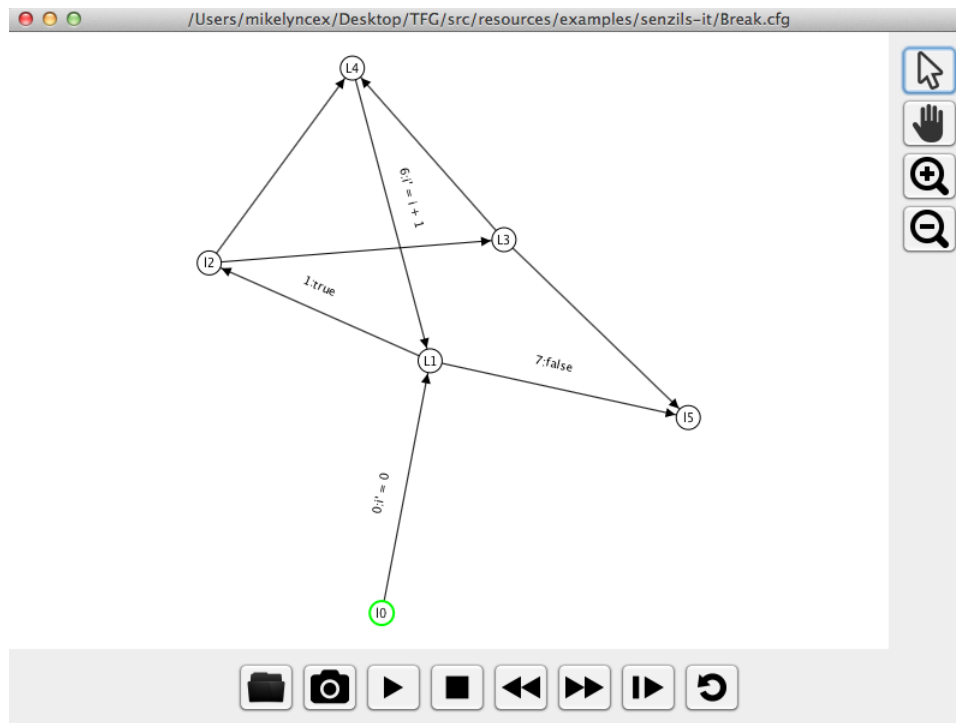 /Users/mikelyncex/Desktop/TFG/src/resources/examples/senzils-it/Break.cfg
L4
6:i' = i + 1
L3
l2
1:true
L1
7:false
l5
0:i' = 0
l0